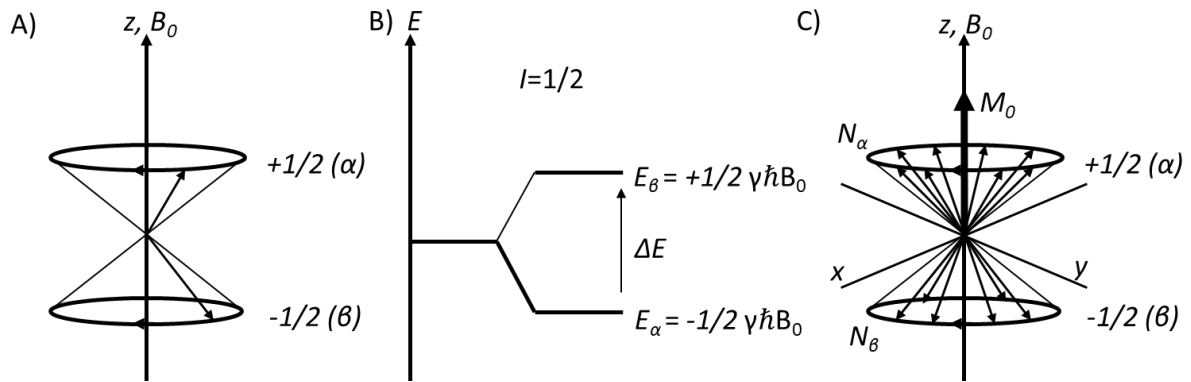 A)
z, B₀
+1/2 (α)
-1/2 (β)
B)
E
I=1/2
Eᵦ = +1/2 γℏB₀
ΔE
Eα = -1/2 γℏB₀
C)
z, B₀
M₀
Nα
+1/2 (α)
x
y
Nᵦ
-1/2 (β)